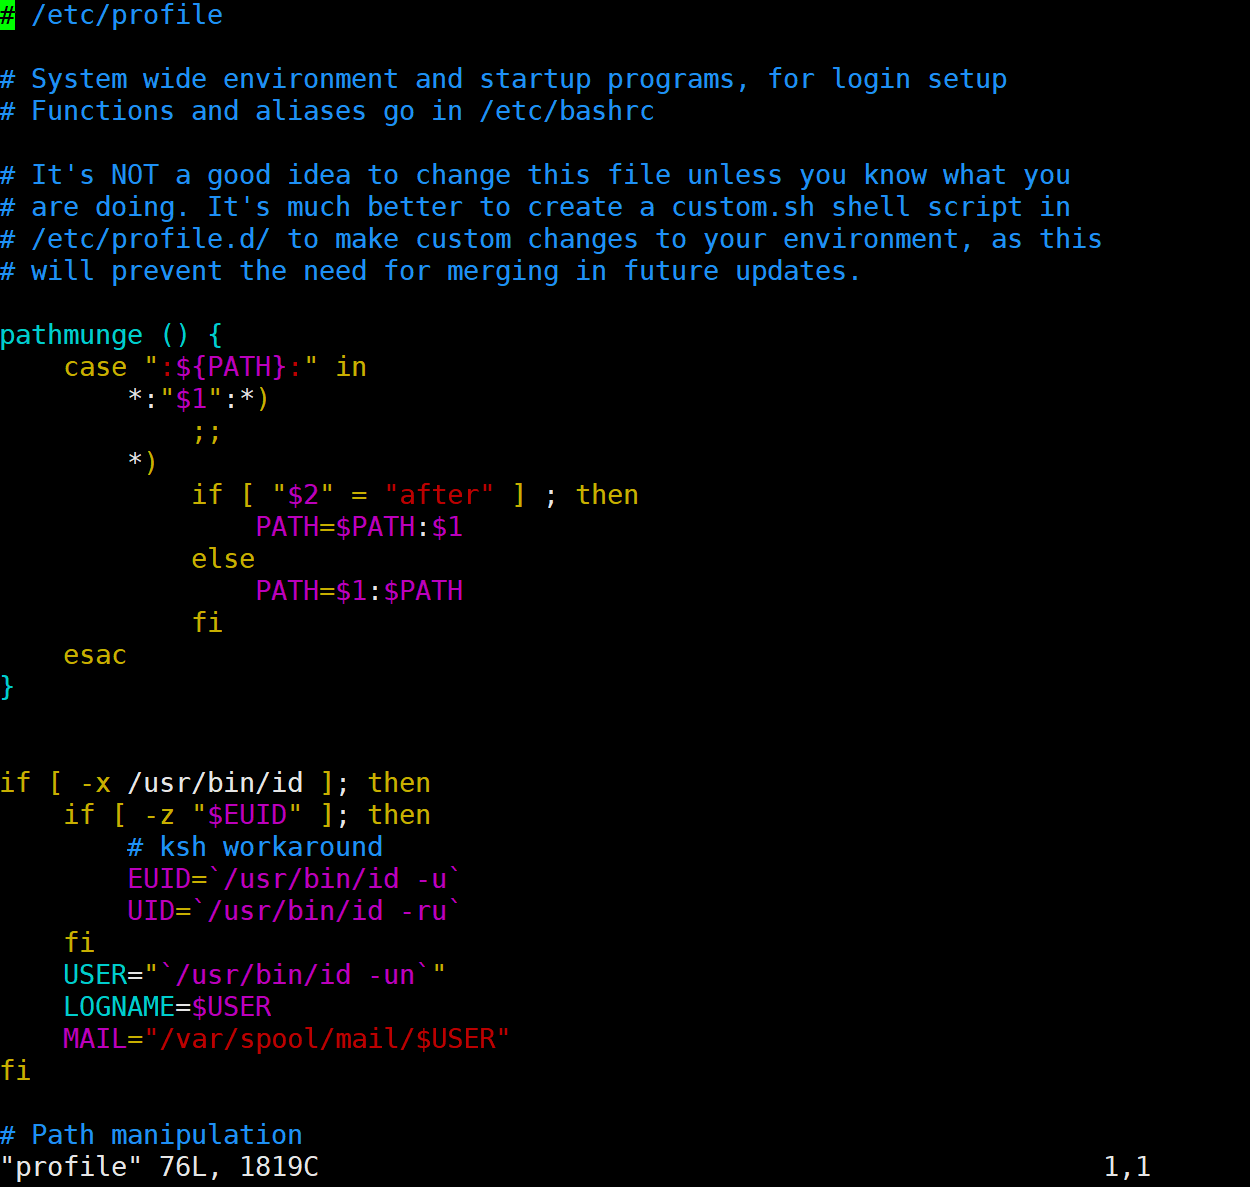 # /etc/profile

# System wide environment and startup programs, for login setup
# Functions and aliases go in /etc/bashrc

# It's NOT a good idea to change this file unless you know what you
# are doing. It's much better to create a custom.sh shell script in
# /etc/profile.d/ to make custom changes to your environment, as this
# will prevent the need for merging in future updates.

pathmunge () {
    case ":${PATH}:" in
        *:"$1":*)
            ;;
        *)
            if [ "$2" = "after" ] ; then
                PATH=$PATH:$1
            else
                PATH=$1:$PATH
            fi
    esac
}


if [ -x /usr/bin/id ]; then
    if [ -z "$EUID" ]; then
        # ksh workaround
        EUID=`/usr/bin/id -u`
        UID=`/usr/bin/id -ru`
    fi
    USER="`/usr/bin/id -un`"
    LOGNAME=$USER
    MAIL="/var/spool/mail/$USER"
fi

# Path manipulation
"profile" 76L, 1819C 1,1